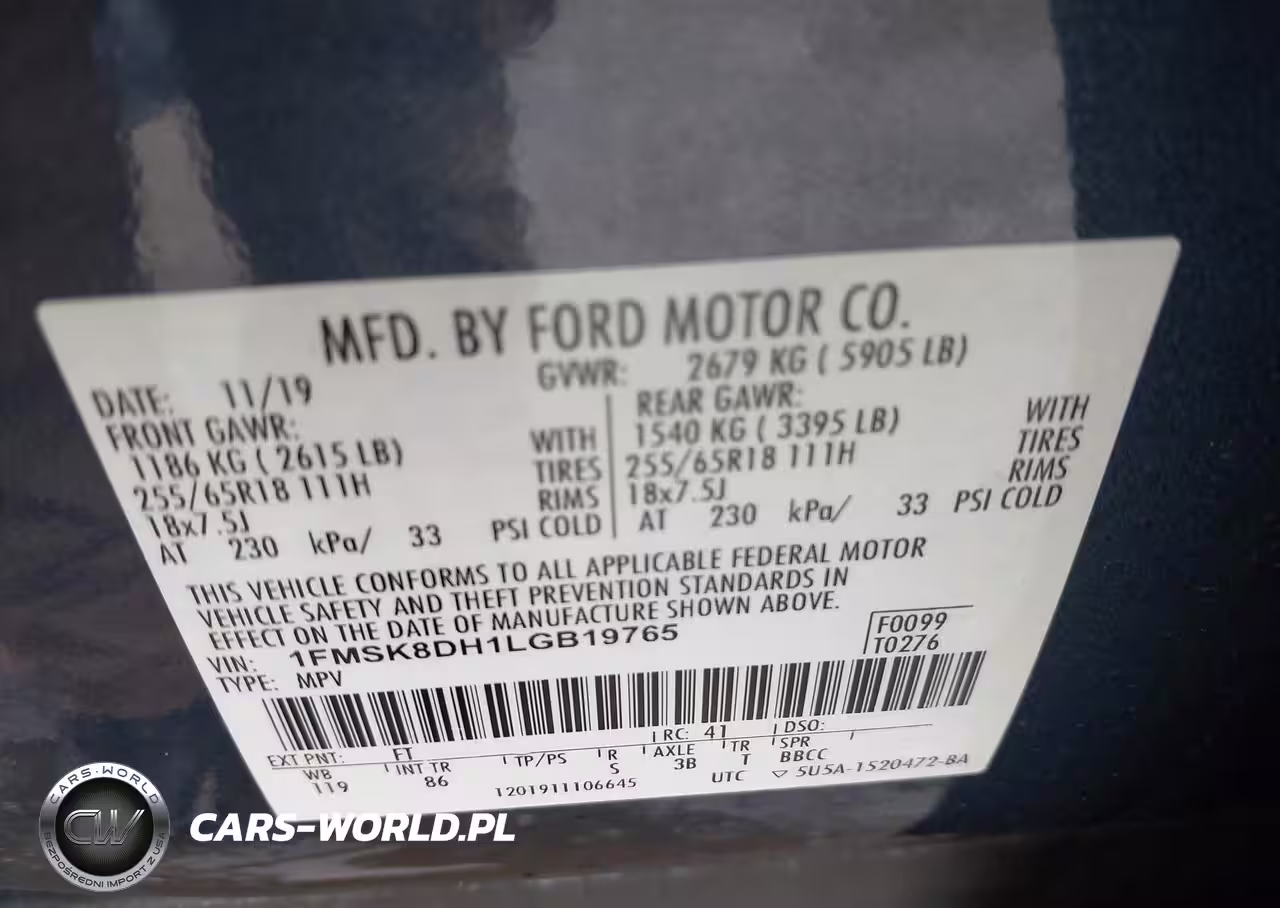 MFD. BY FORD MOTOR CO.
DATE: 11/19 GVWR: 2679 KG ( 5905 LB)
FRONT GAWR: REAR GAWR:
1186 KG ( 2615 LB) WITH 1540 KG ( 3395 LB) WITH
255/65R18 111H TIRES 255/65R18 111H TIRES
18x7.5J RIMS 18x7.5J RIMS
AT 230 kPa/ 33 PSI COLD AT 230 kPa/ 33 PSI COLD
THIS VEHICLE CONFORMS TO ALL APPLICABLE FEDERAL MOTOR
VEHICLE SAFETY AND THEFT PREVENTION STANDARDS IN
EFFECT ON THE DATE OF MANUFACTURE SHOWN ABOVE.
VIN: 1FMSK8DH1LGB19765 F0099
TYPE: MPV T0276
EXT PNT: FT RC: 41 DSO:
WB INT TR TP/PS R AXLE TR SPR
119 86 S 3B T BBCC
1201911106645 UTC ▽ 5U5A-1520472-BA
CARS-WORLD
CW
BEZPOŚREDNI IMPORT Z USA
CARS-WORLD.PL